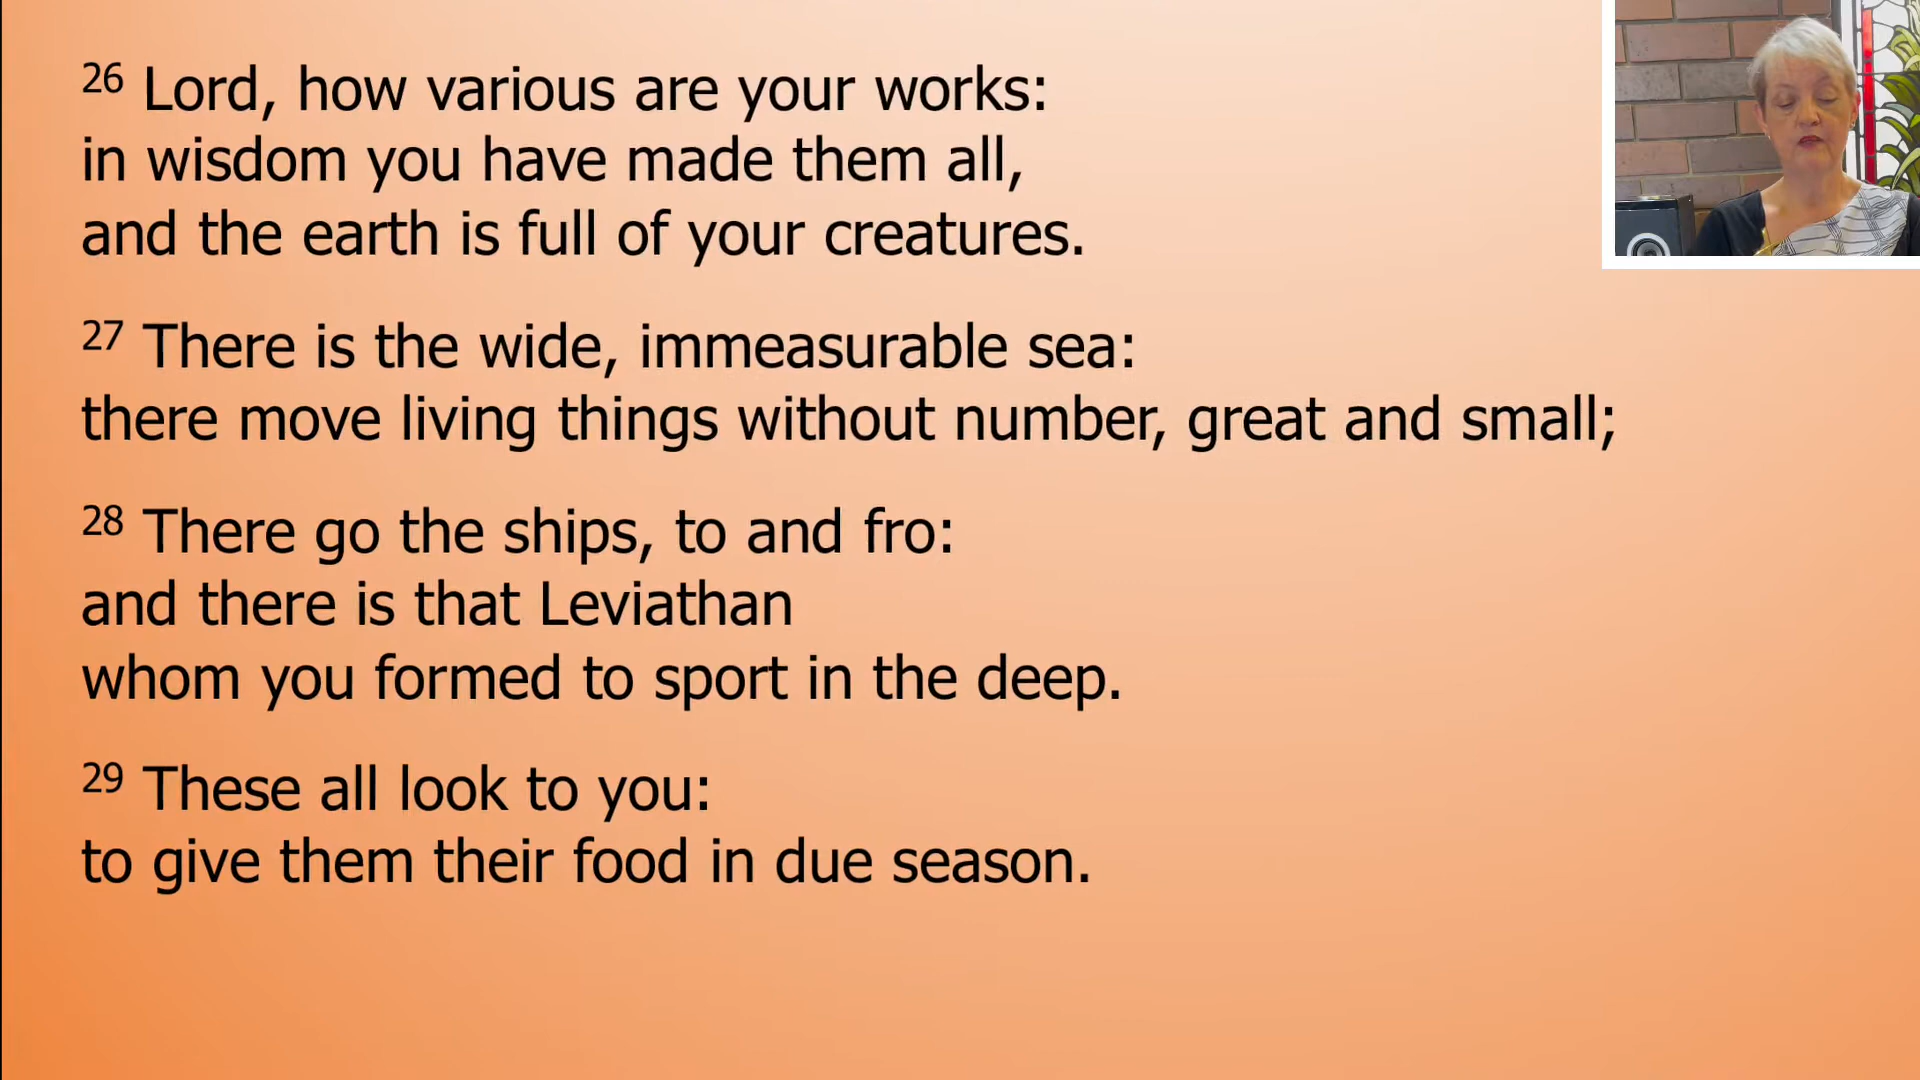 26 Lord, how various are your works:
in wisdom you have made them all,
and the earth is full of your creatures.
27 There is the wide, immeasurable sea:
there move living things without number, great and small;
28 There go the ships, to and fro:
and there is that Leviathan
whom you formed to sport in the deep.
29 These all look to you:
to give them their food in due season.